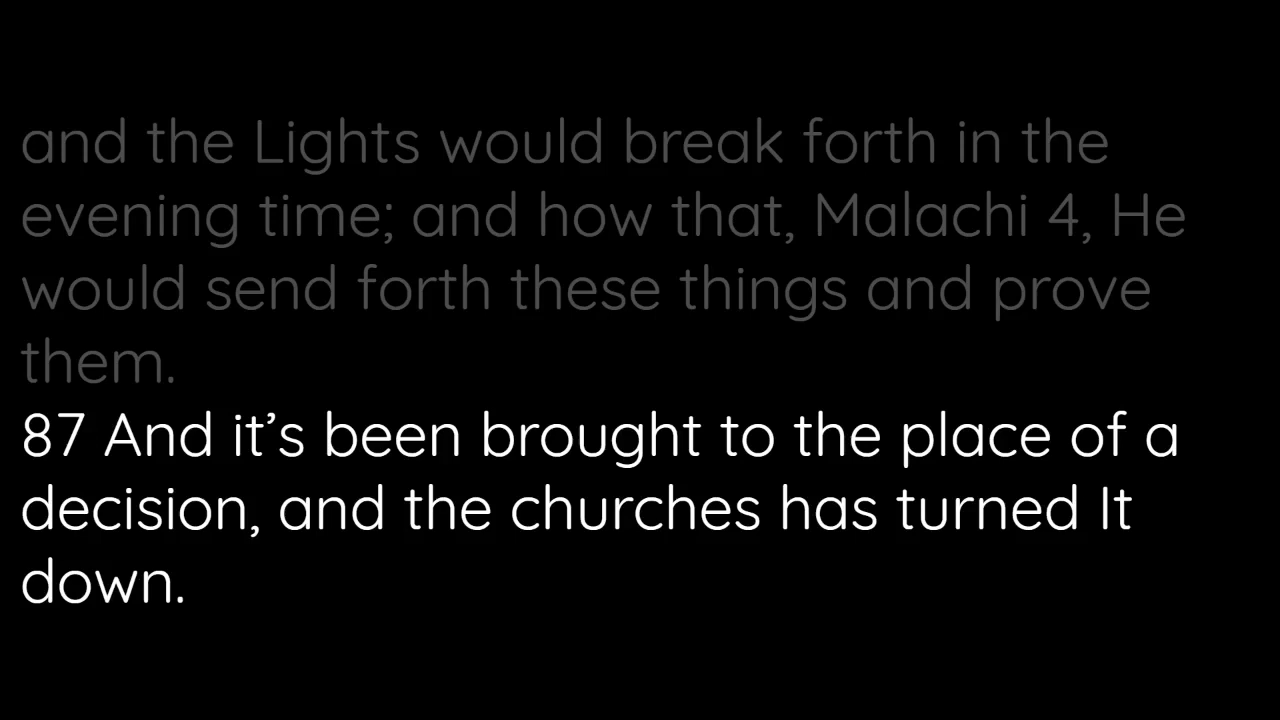 and the Lights would break forth in the
evening time; and how that, Malachi 4, He
would send forth these things and prove
them.
87 And it’s been brought to the place of a
decision, and the churches has turned It
down.